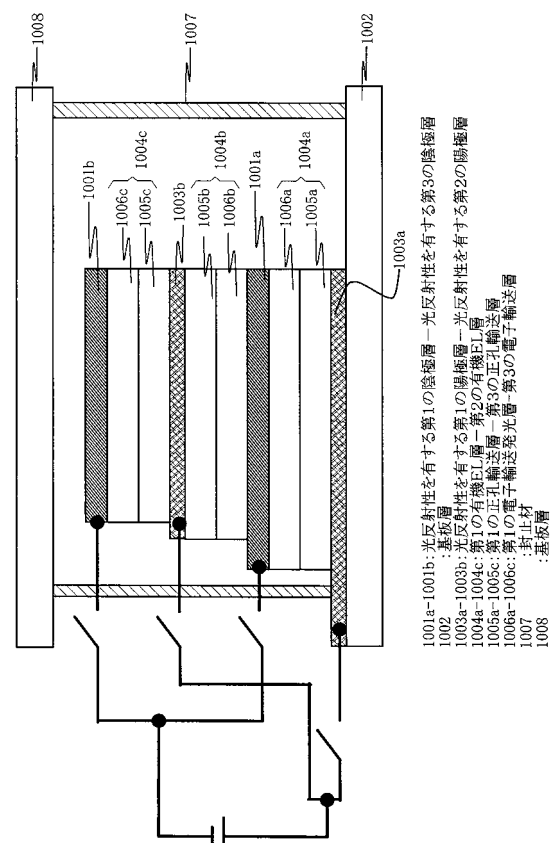 1008
1007
1002
1001b
1006c
1005c
1004c
1003b
1005b
1006b
1004b
1001a
1006a
1005a
1004a
1003a
1001a-1001b:光反射性を有する第1の陰極層－光反射性を有する第3の陰極層
1002 :基板層
1003a-1003b:光反射性を有する第1の陽極層－光反射性を有する第2の陽極層
1004a-1004c:第1の有機EL層－第2の有機EL層
1005a-1005c:第1の正孔輸送層－第3の正孔輸送層
1006a-1006c:第1の電子輸送発光層-第3の電子輸送層
1007 :封止材
1008 :基板層